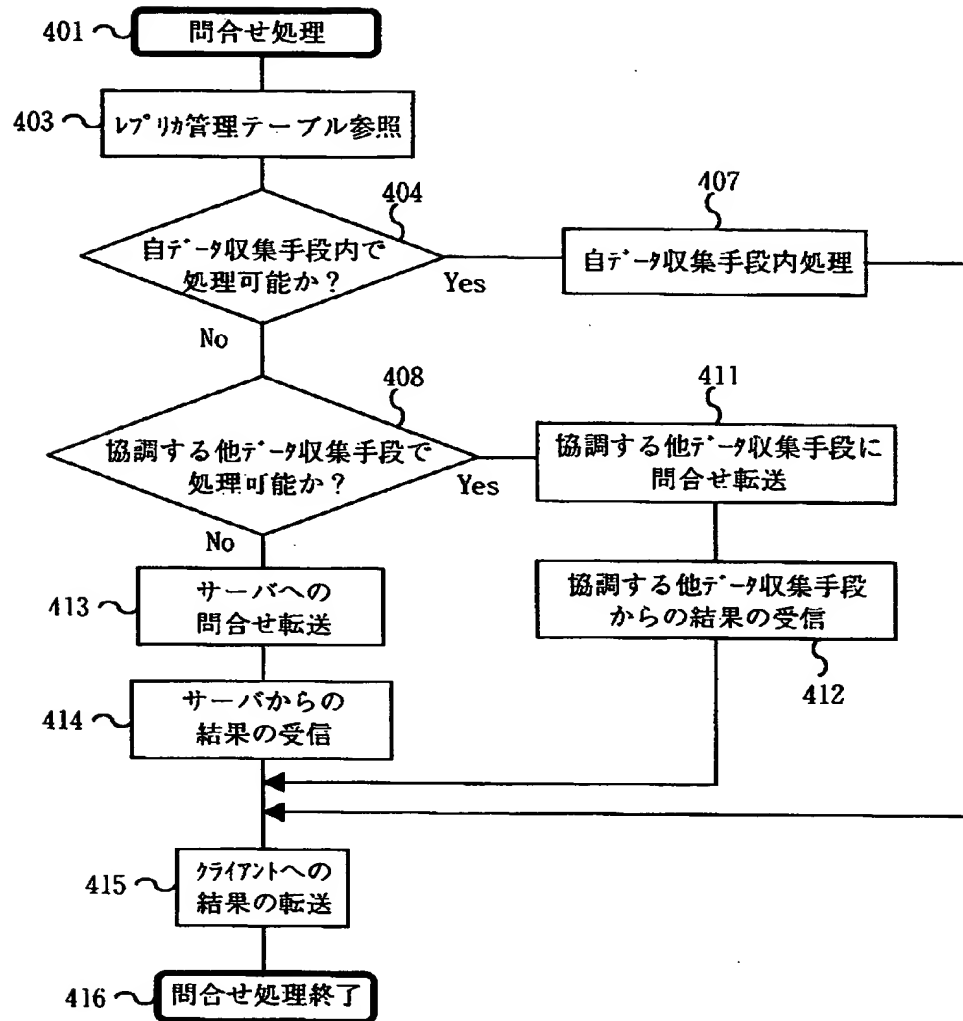 401
問合せ処理
403
ﾚﾌﾟﾘｶ管理テーブル参照
404
自ﾃﾞｰﾀ収集手段内で
処理可能か？
Yes
No
407
自ﾃﾞｰﾀ収集手段内処理
408
協調する他ﾃﾞｰﾀ収集手段で
処理可能か？
Yes
No
411
協調する他ﾃﾞｰﾀ収集手段に
問合せ転送
協調する他ﾃﾞｰﾀ収集手段
からの結果の受信
412
413
サーバへの
問合せ転送
414
サーバからの
結果の受信
415
ｸﾗｲｱﾝﾄへの
結果の転送
416
問合せ処理終了